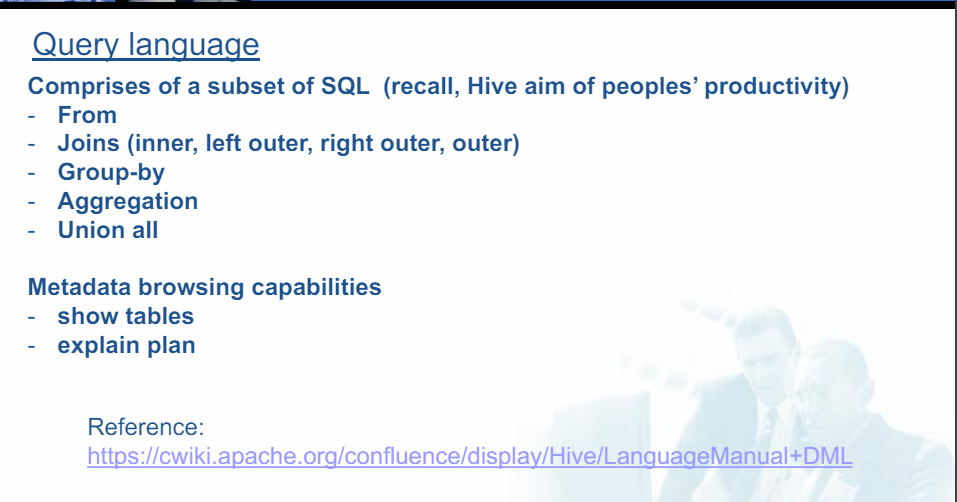 Query language
Comprises of a subset of SQL  (recall, Hive aim of peoples’ productivity)
- From
- Joins (inner, left outer, right outer, outer)
- Group-by
- Aggregation
- Union all
Metadata browsing capabilities
- show tables
- explain plan
Reference:
https://cwiki.apache.org/confluence/display/Hive/LanguageManual+DML